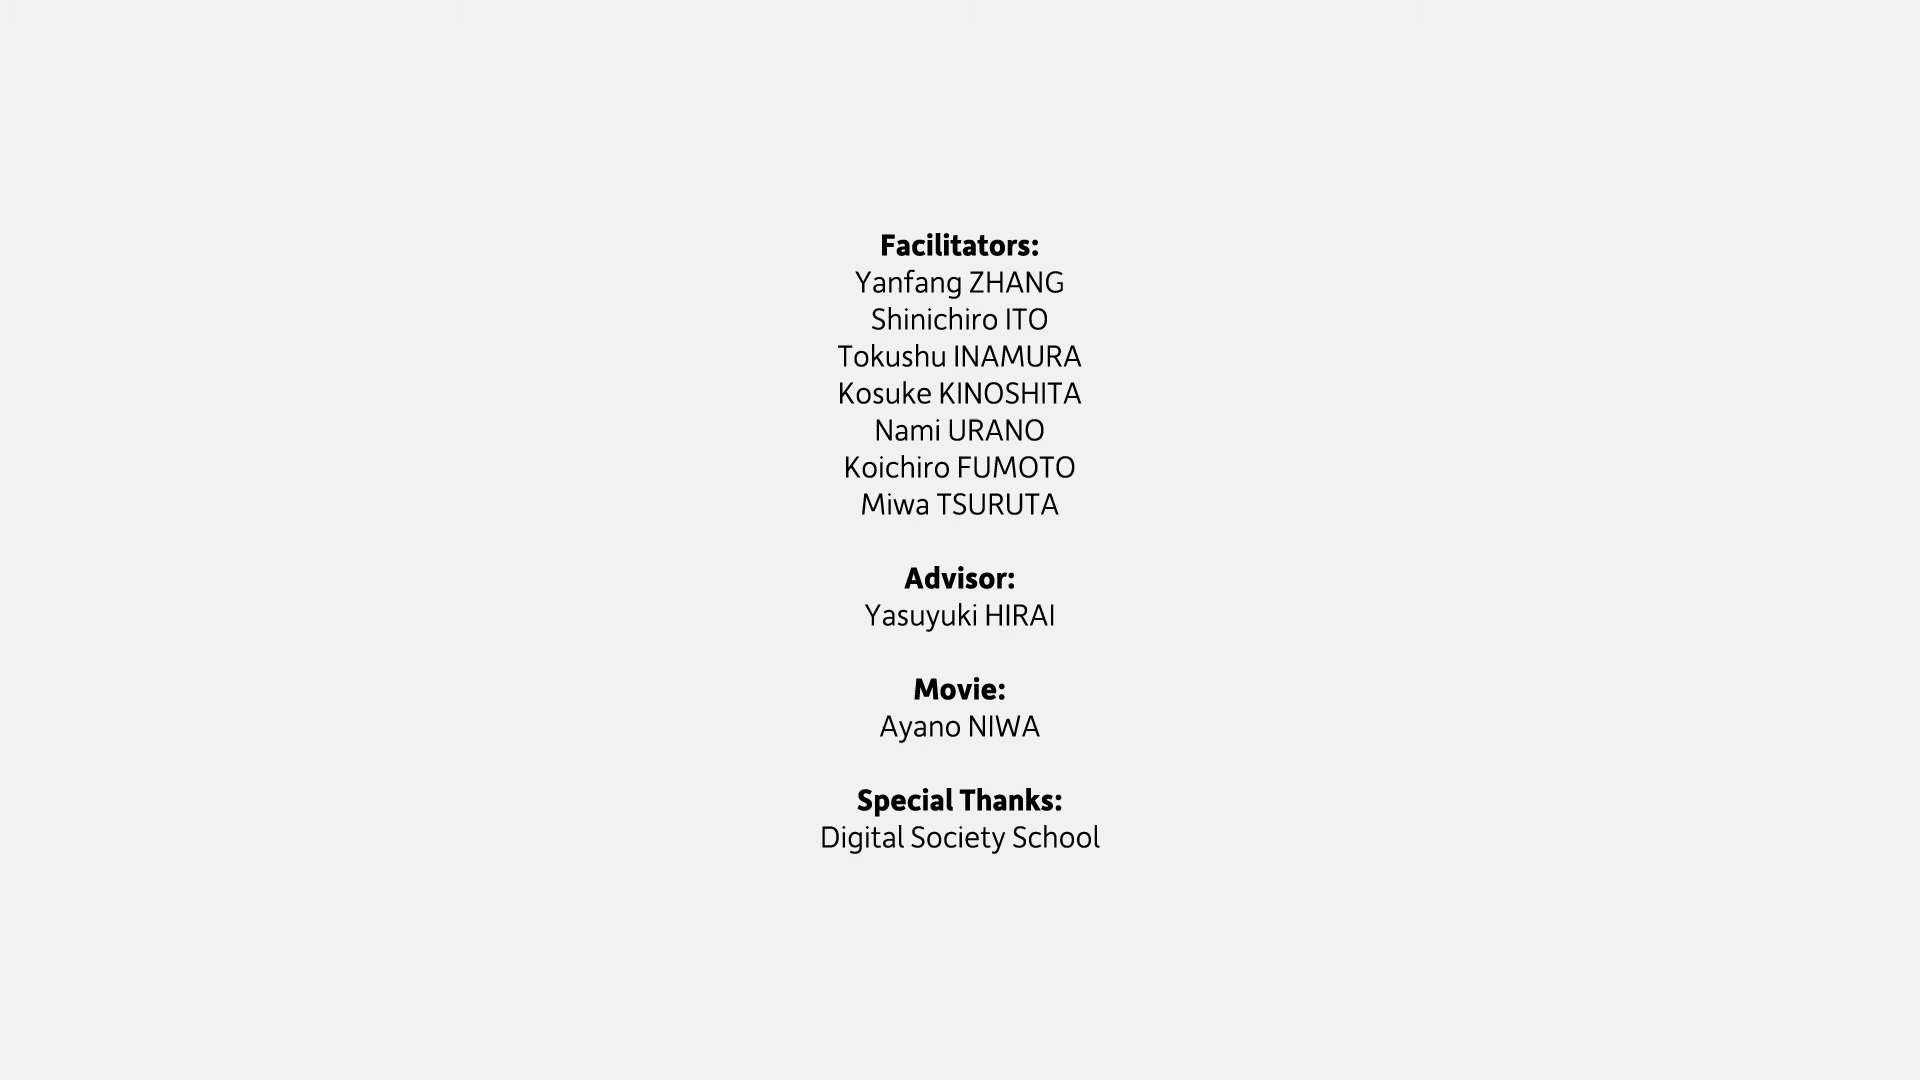 Facilitators:
Yanfang ZHANG
Shinichiro ITO
Tokushu INAMURA
Kosuke KINOSHITA
Nami URANO
Koichiro FUMOTO
Miwa TSURUTA
Advisor:
Yasuyuki HIRAI
Movie:
Ayano NIWA
Special Thanks:
Digital Society School